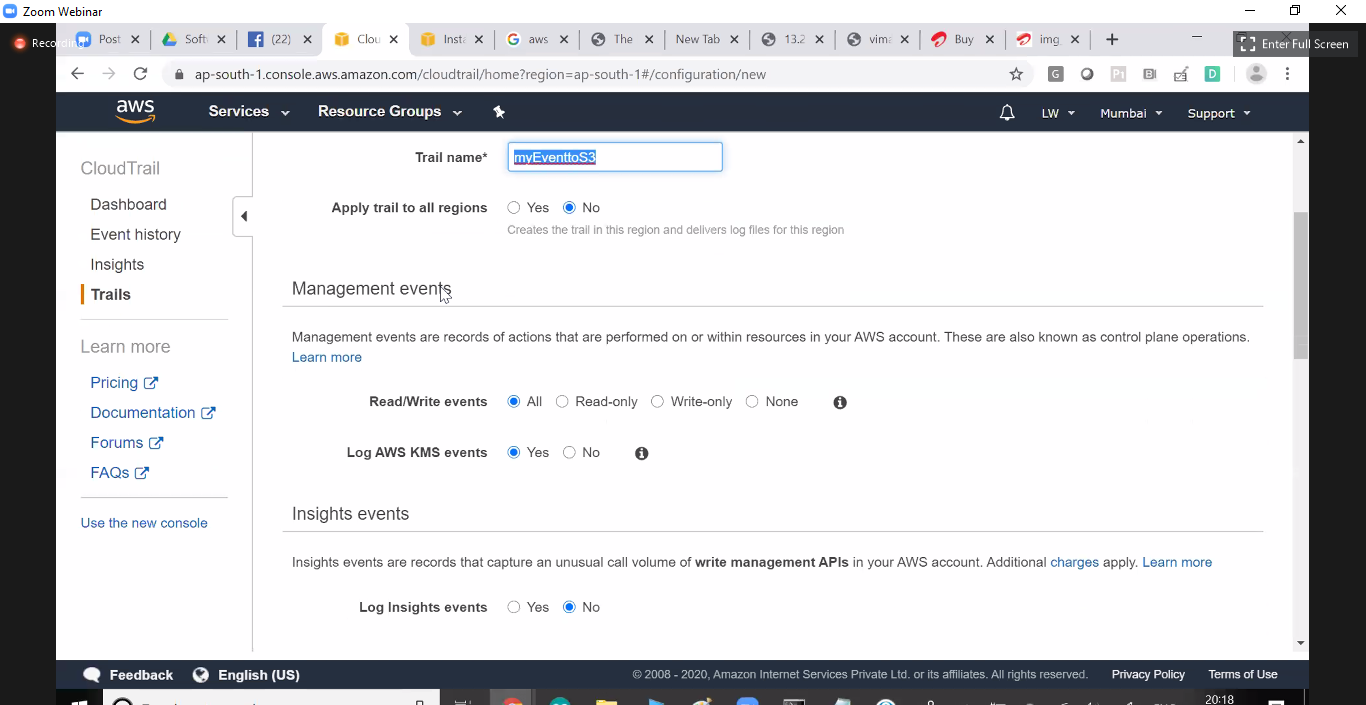 Zoom Webinar
Recording
Post
Soft
(22)
Clou
Insta
aws
The
New Tab
13.2
vima
Buy
img
Enter Full Screen
ap-south-1.console.aws.amazon.com/cloudtrail/home?region=ap-south-1#/configuration/new
aws
Services
Resource Groups
LW
Mumbai
Support
CloudTrail
Dashboard
Event history
Insights
Trails
Learn more
Pricing
Documentation
Forums
FAQs
Use the new console
Trail name* myEventtoS3
Apply trail to all regions Yes No
Creates the trail in this region and delivers log files for this region
Management events
Management events are records of actions that are performed on or within resources in your AWS account. These are also known as control plane operations.
Learn more
Read/Write events All Read-only Write-only None
Log AWS KMS events Yes No
Insights events
Insights events are records that capture an unusual call volume of write management APIs in your AWS account. Additional charges apply. Learn more
Log Insights events Yes No
Feedback English (US)
© 2008 - 2020, Amazon Internet Services Private Ltd. or its affiliates. All rights reserved. Privacy Policy Terms of Use
20:18